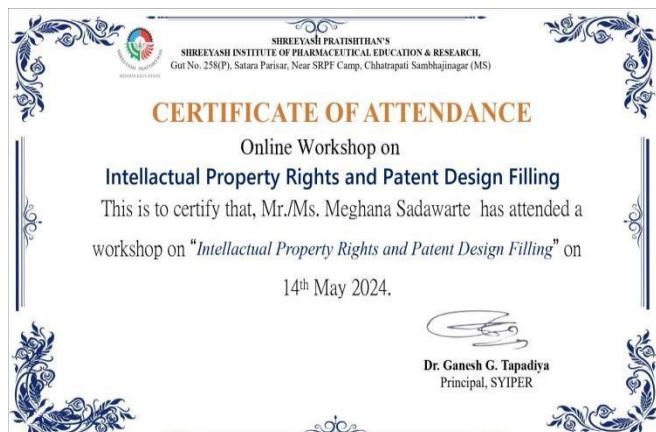 SHREEYASH PRATISHTHAN'S
SHREEYASH INSTITUTE OF PHARMACEUTICAL EDUCATION & RESEARCH,
Gut No. 258(P), Satara Parisar, Near SRPF Camp, Chhatrapati Sambhajinagar (MS)
CERTIFICATE OF ATTENDANCE
Online Workshop on
Intellactual Property Rights and Patent Design Filling
This is to certify that, Mr./Ms. Meghana Sadawarte has attended a
workshop on "Intellactual Property Rights and Patent Design Filling" on
14th May 2024.
Dr. Ganesh G. Tapadiya
Principal, SYIPER